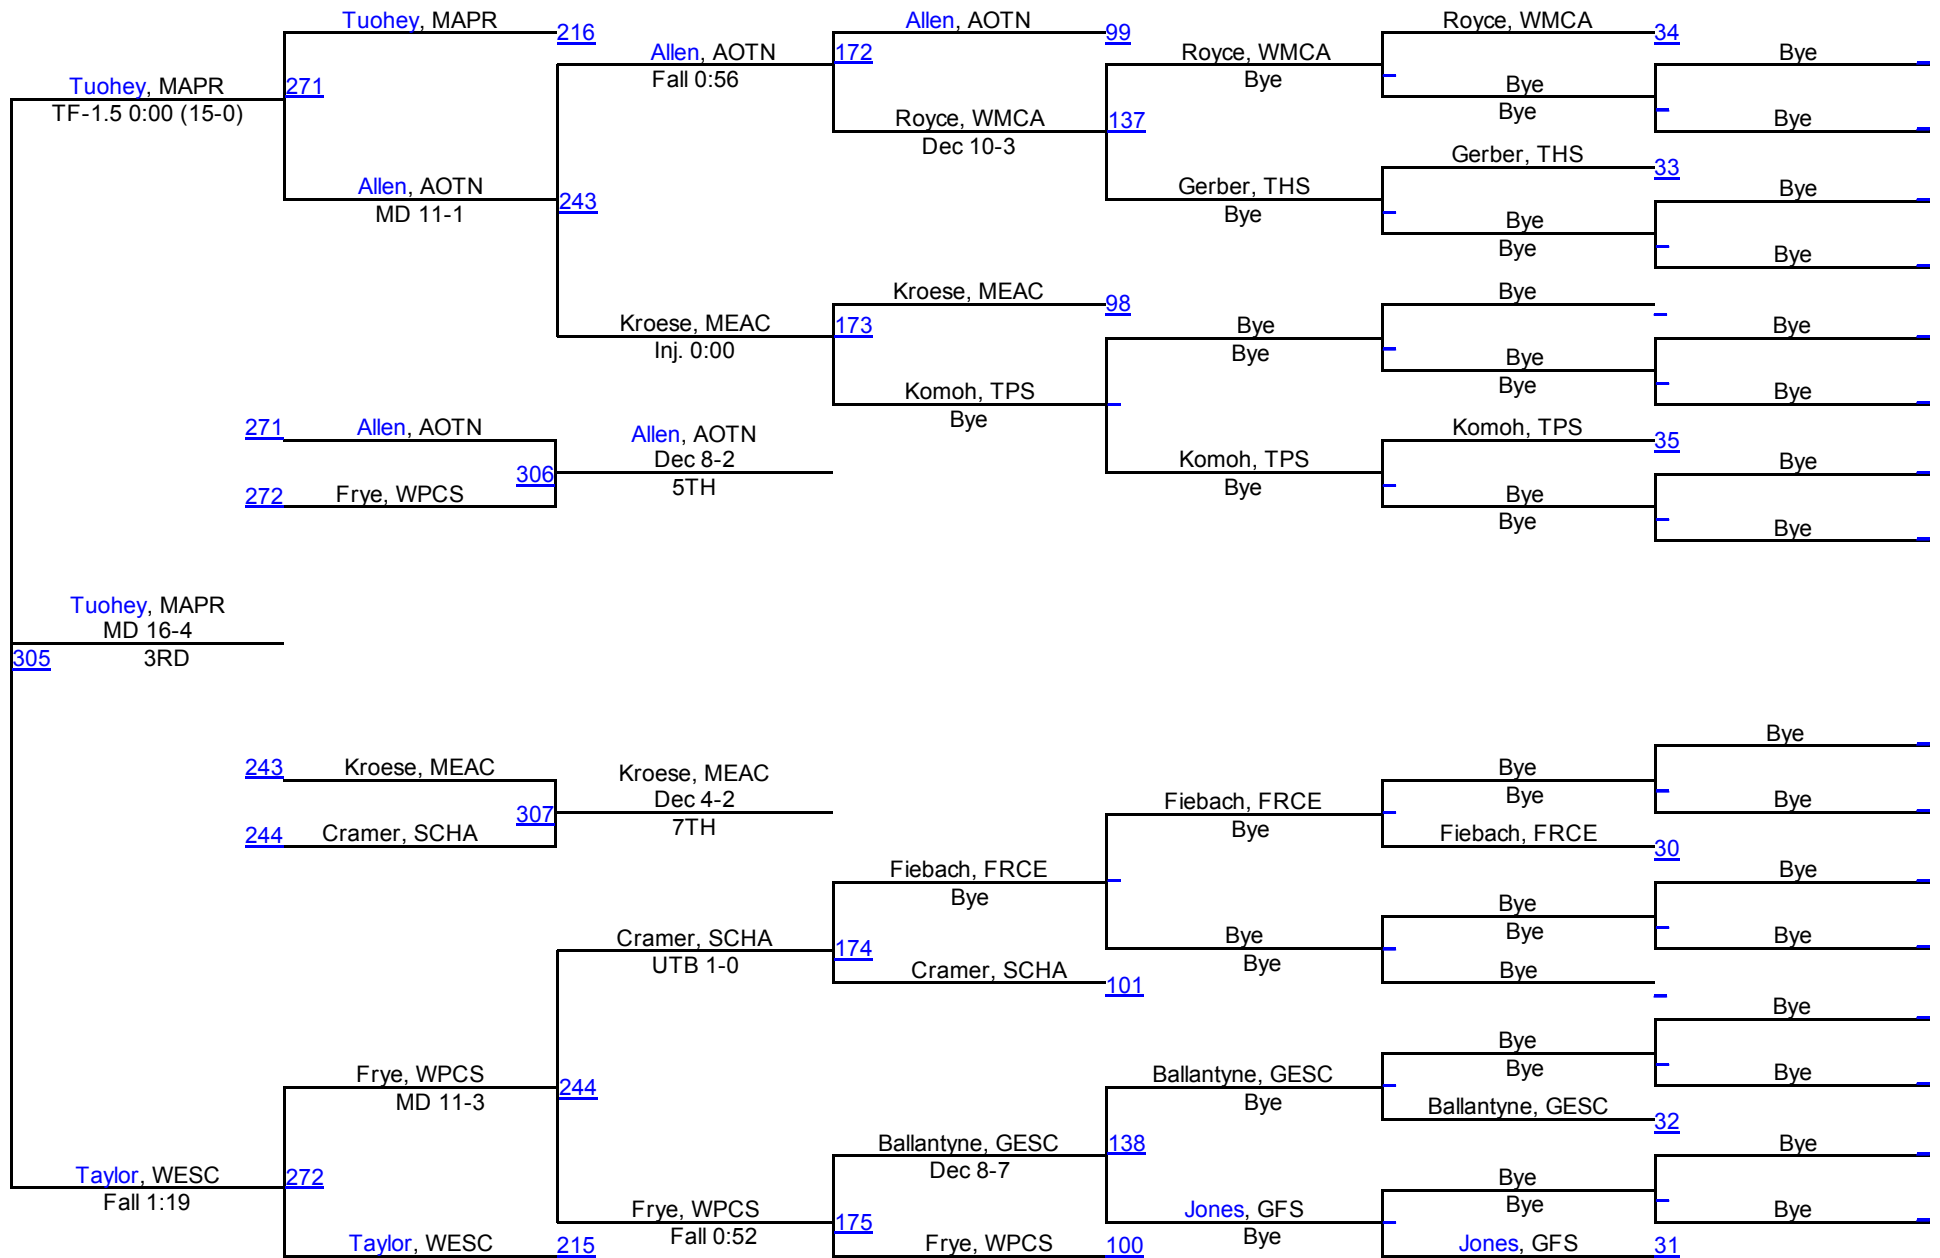 Tuohey, MAPR
216
Allen, AOTN
99
Royce, WMCA
34
Allen, AOTN
172
Fall 0:56
Royce, WMCA
Bye
Bye
Tuohey, MAPR
271
TF-1.5 0:00 (15-0)
Bye
Bye
Royce, WMCA
137
Dec 10-3
Bye
Gerber, THS
33
Allen, AOTN
243
MD 11-1
Gerber, THS
Bye
Bye
Bye
Bye
Bye
Kroese, MEAC
98
Bye
Kroese, MEAC
173
Inj. 0:00
Bye
Bye
Bye
Bye
Bye
Komoh, TPS
Bye
Bye
271
Allen, AOTN
Allen, AOTN
Dec 8-2
306
5TH
Komoh, TPS
35
Komoh, TPS
Bye
Bye
272
Frye, WPCS
Bye
Bye
Bye
Tuohey, MAPR
MD 16-4
305
3RD
Bye
243
Kroese, MEAC
Kroese, MEAC
Dec 4-2
307
7TH
Bye
Bye
Fiebach, FRCE
Bye
Bye
244
Cramer, SCHA
Fiebach, FRCE
30
Fiebach, FRCE
Bye
Bye
Bye
Bye
Cramer, SCHA
174
UTB 1-0
Bye
Bye
Bye
Cramer, SCHA
101
Bye
Bye
Bye
Bye
Frye, WPCS
244
MD 11-3
Ballantyne, GESC
Bye
Bye
Ballantyne, GESC
32
Ballantyne, GESC
138
Dec 8-7
Bye
Taylor, WESC
272
Fall 1:19
Bye
Bye
Frye, WPCS
175
Fall 0:52
Jones, GFS
Bye
Bye
Taylor, WESC
215
Frye, WPCS
100
Jones, GFS
31